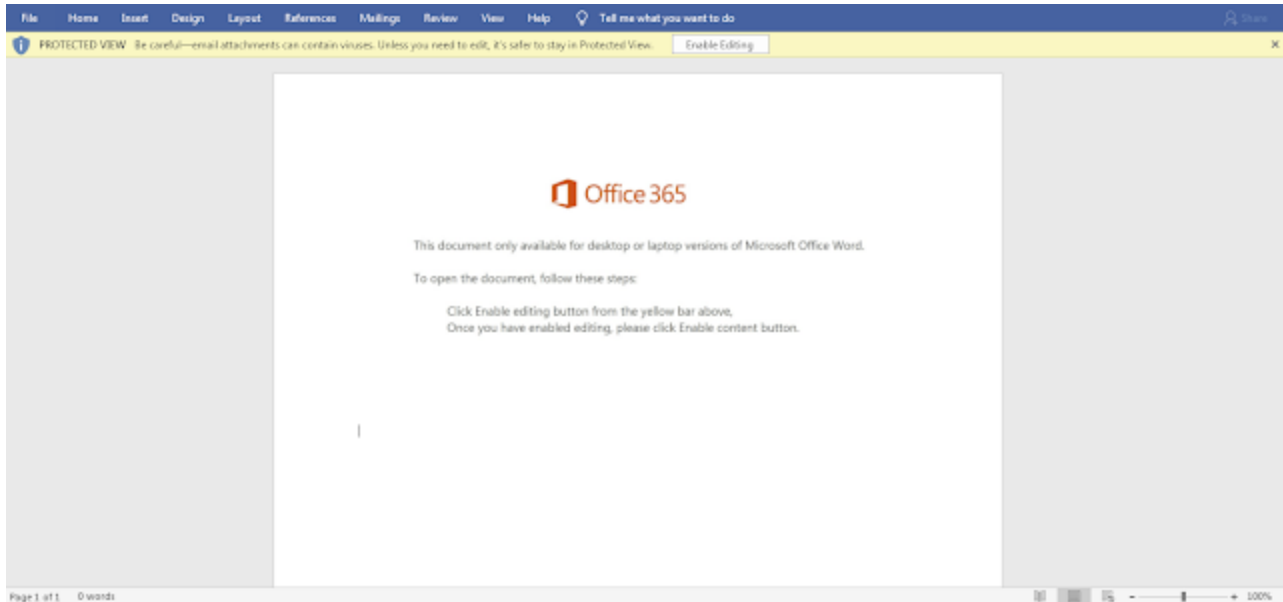 File Home Insert Design Layout References Mailings Review View Help Tell me what you want to do Share
PROTECTED VIEW Be careful—email attachments can contain viruses. Unless you need to edit, it's safer to stay in Protected View. Enable Editing
Office 365
This document only available for desktop or laptop versions of Microsoft Office Word.
To open the document, follow these steps:
Click Enable editing button from the yellow bar above,
Once you have enabled editing, please click Enable content button.
Page 1 of 1 0 words 100%